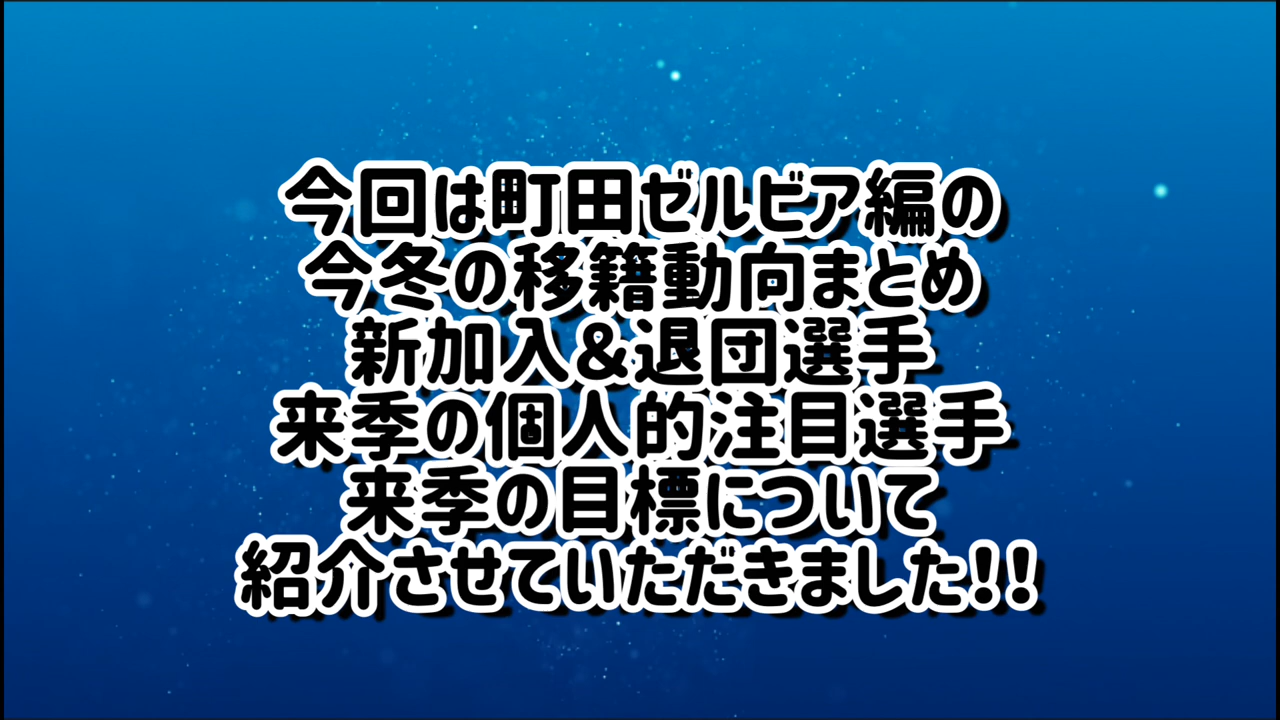 今回は町田ゼルビア編の
今冬の移籍動向まとめ
新加入&退団選手
来季の個人的注目選手
来季の目標について
紹介させていただきました!!